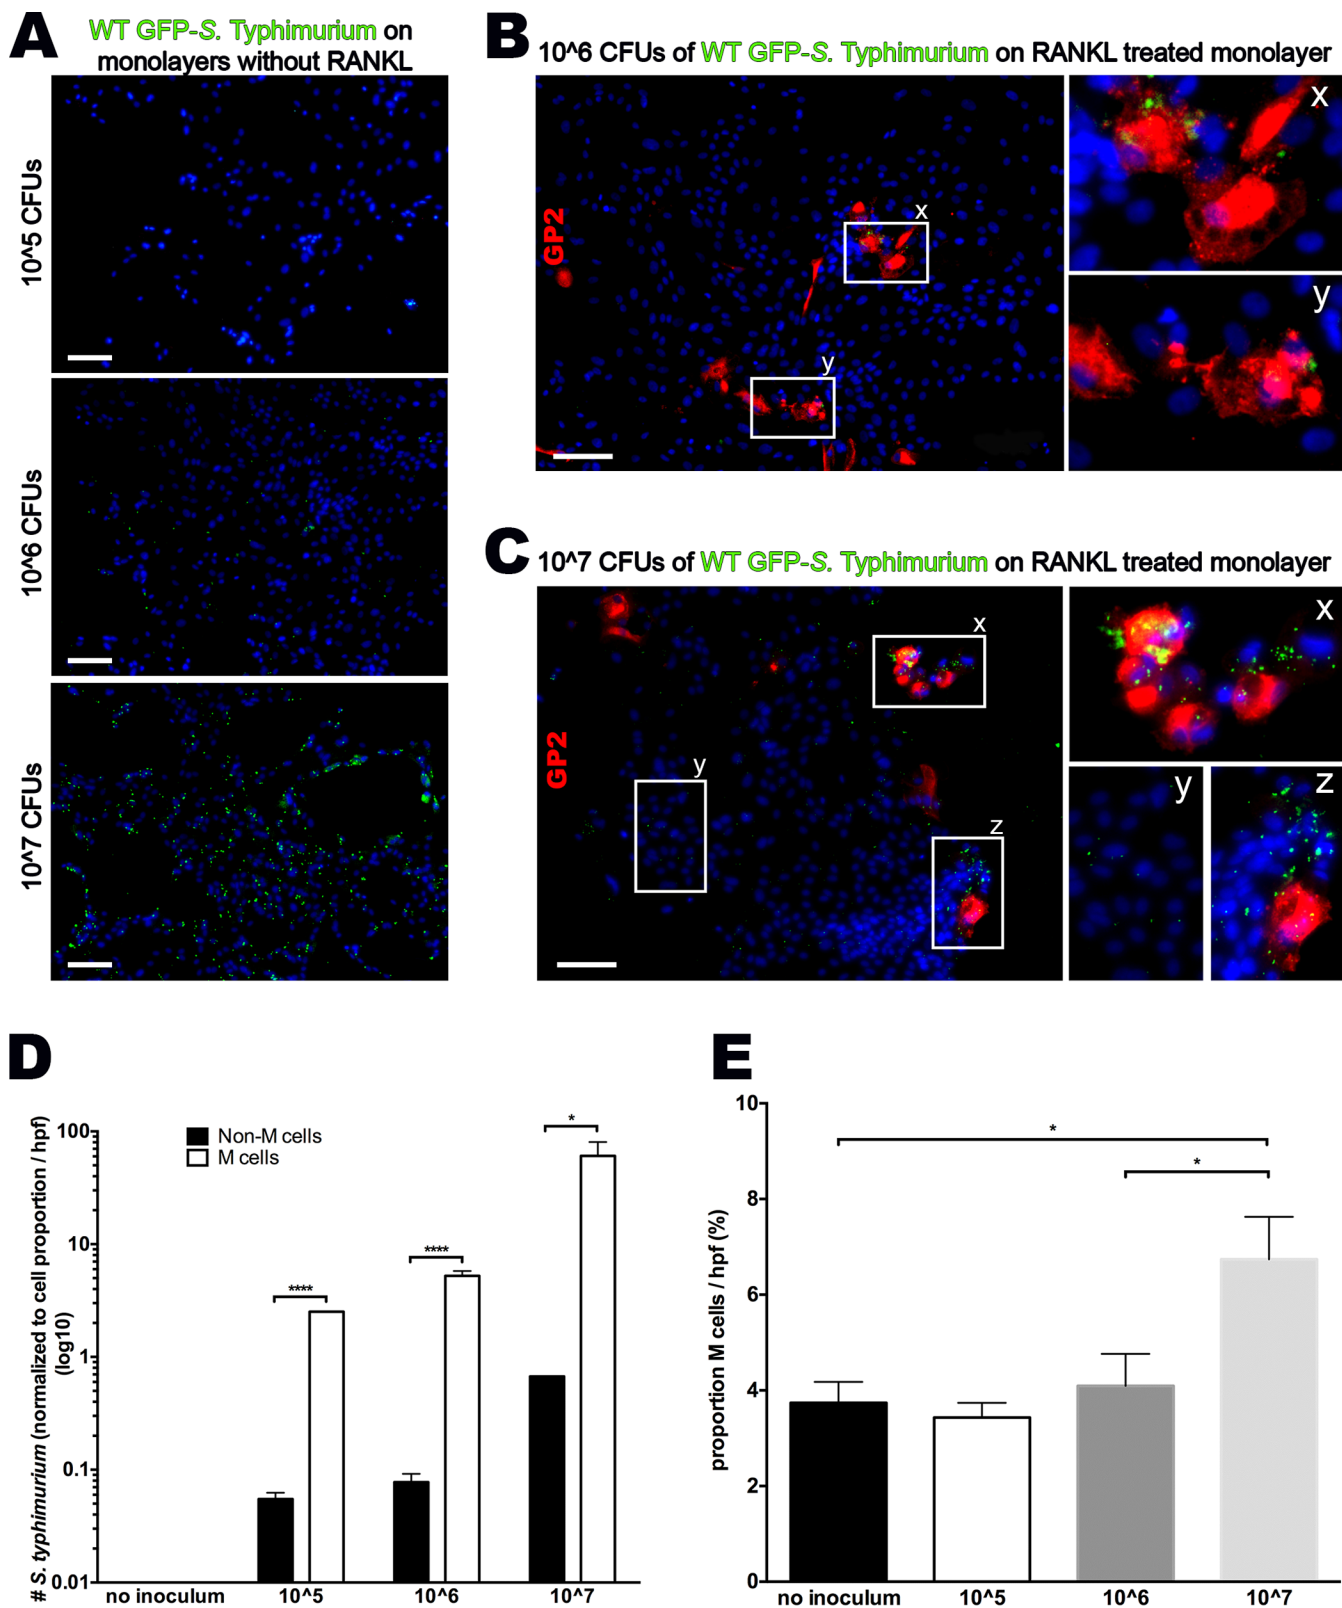 A
WT GFP-S. Typhimurium on
monolayers without RANKL
10^5 CFUs
10^6 CFUs
10^7 CFUs
B
10^6 CFUs of WT GFP-S. Typhimurium on RANKL treated monolayer
GP2
x
y
x
y
C
10^7 CFUs of WT GFP-S. Typhimurium on RANKL treated monolayer
GP2
x
y
z
x
y
z
D
# S. typhimurium (normalized to cell proportion / hpf)
(log10)
100
10
1
0.1
0.01
Non-M cells
M cells
****
****
*
no inoculum 10^5 10^6 10^7
E
proportion M cells / hpf (%)
10
8
6
4
2
0
*
*
no inoculum 10^5 10^6 10^7